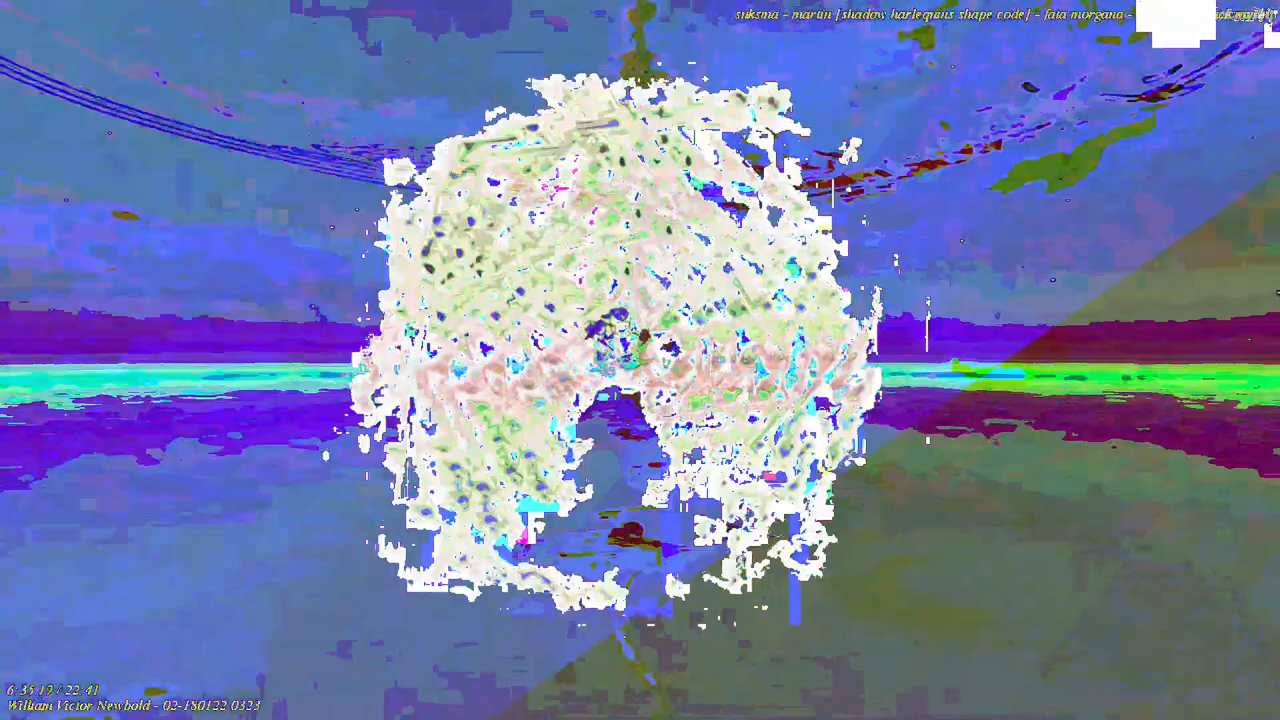 suksma - martin [shadow harlequins shape code] - fata morgana -
6:35:19 / 22:41
William Victor Newbold - 02-180122 0323